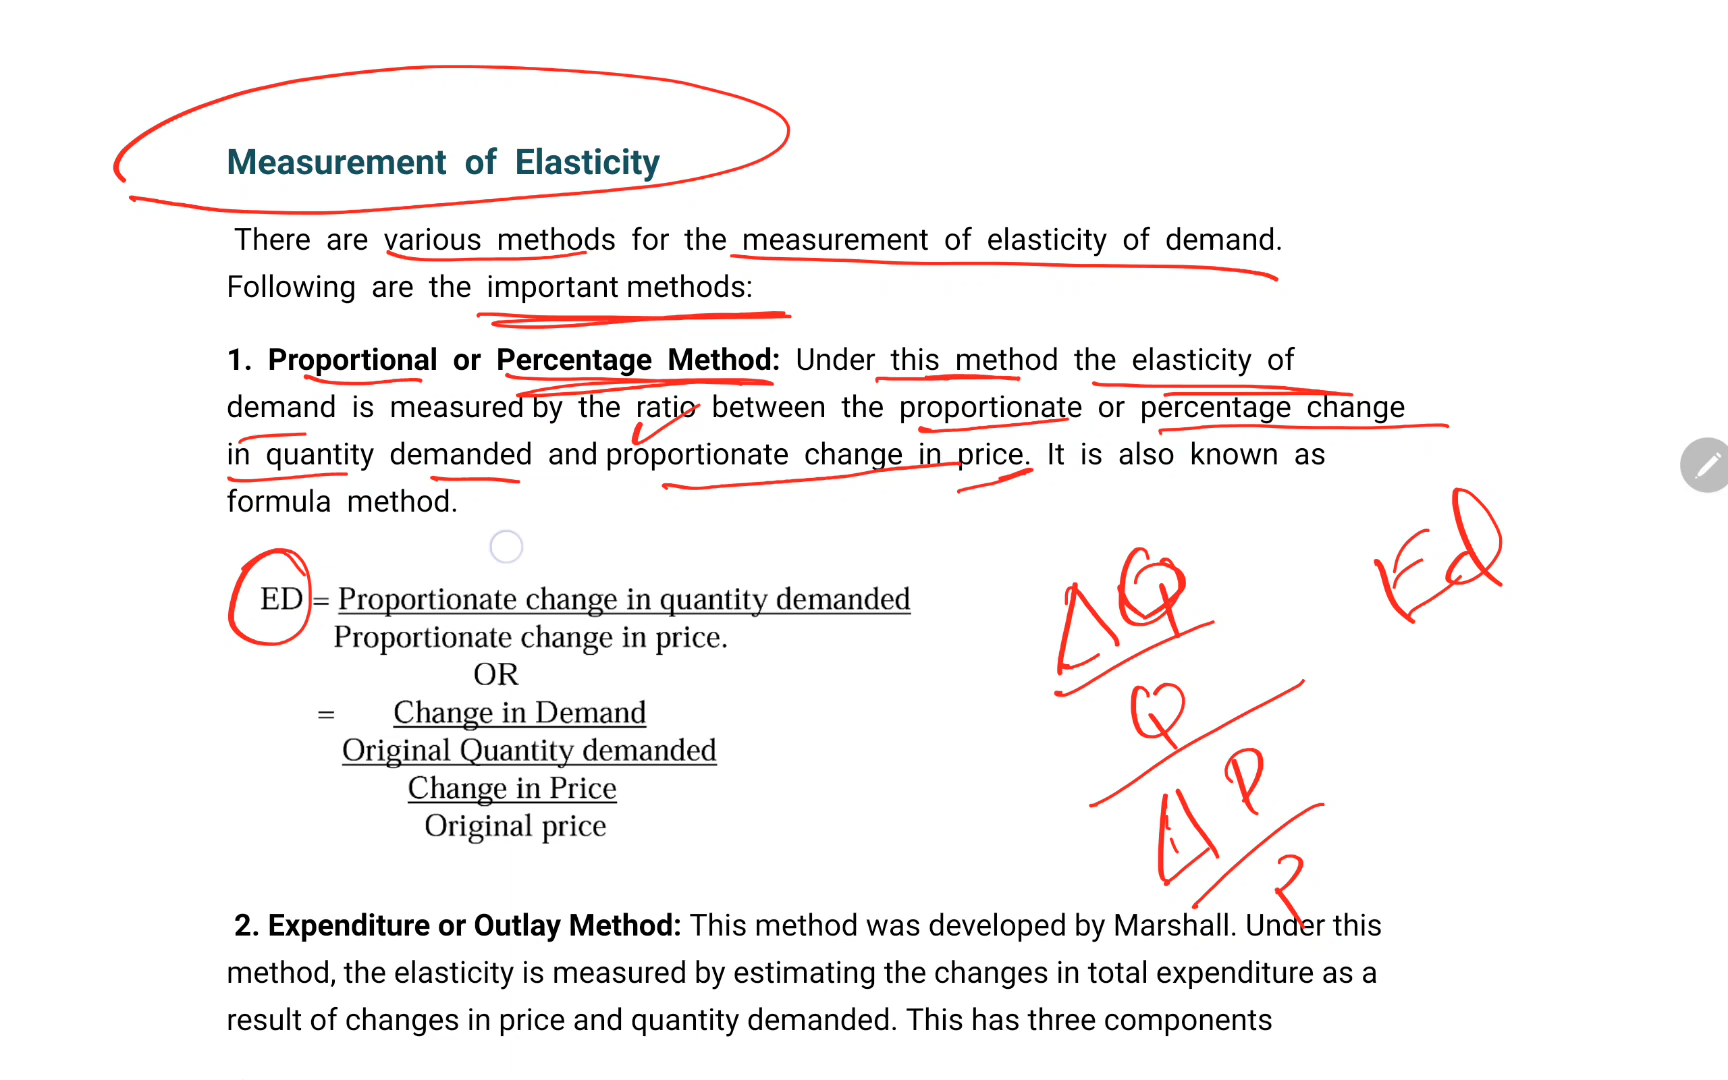 Measurement of Elasticity
There are various methods for the measurement of elasticity of demand.
Following are the important methods:
1. Proportional or Percentage Method: Under this method the elasticity of
demand is measured by the ratio between the proportionate or percentage change
in quantity demanded and proportionate change in price. It is also known as
formula method.
Ed
ED = Proportionate change in quantity demanded
Proportionate change in price.
OR
= Change in Demand
Original Quantity demanded
Change in Price
Original price
ΔQ
Q
ΔP
P
2. Expenditure or Outlay Method: This method was developed by Marshall. Under this
method, the elasticity is measured by estimating the changes in total expenditure as a
result of changes in price and quantity demanded. This has three components